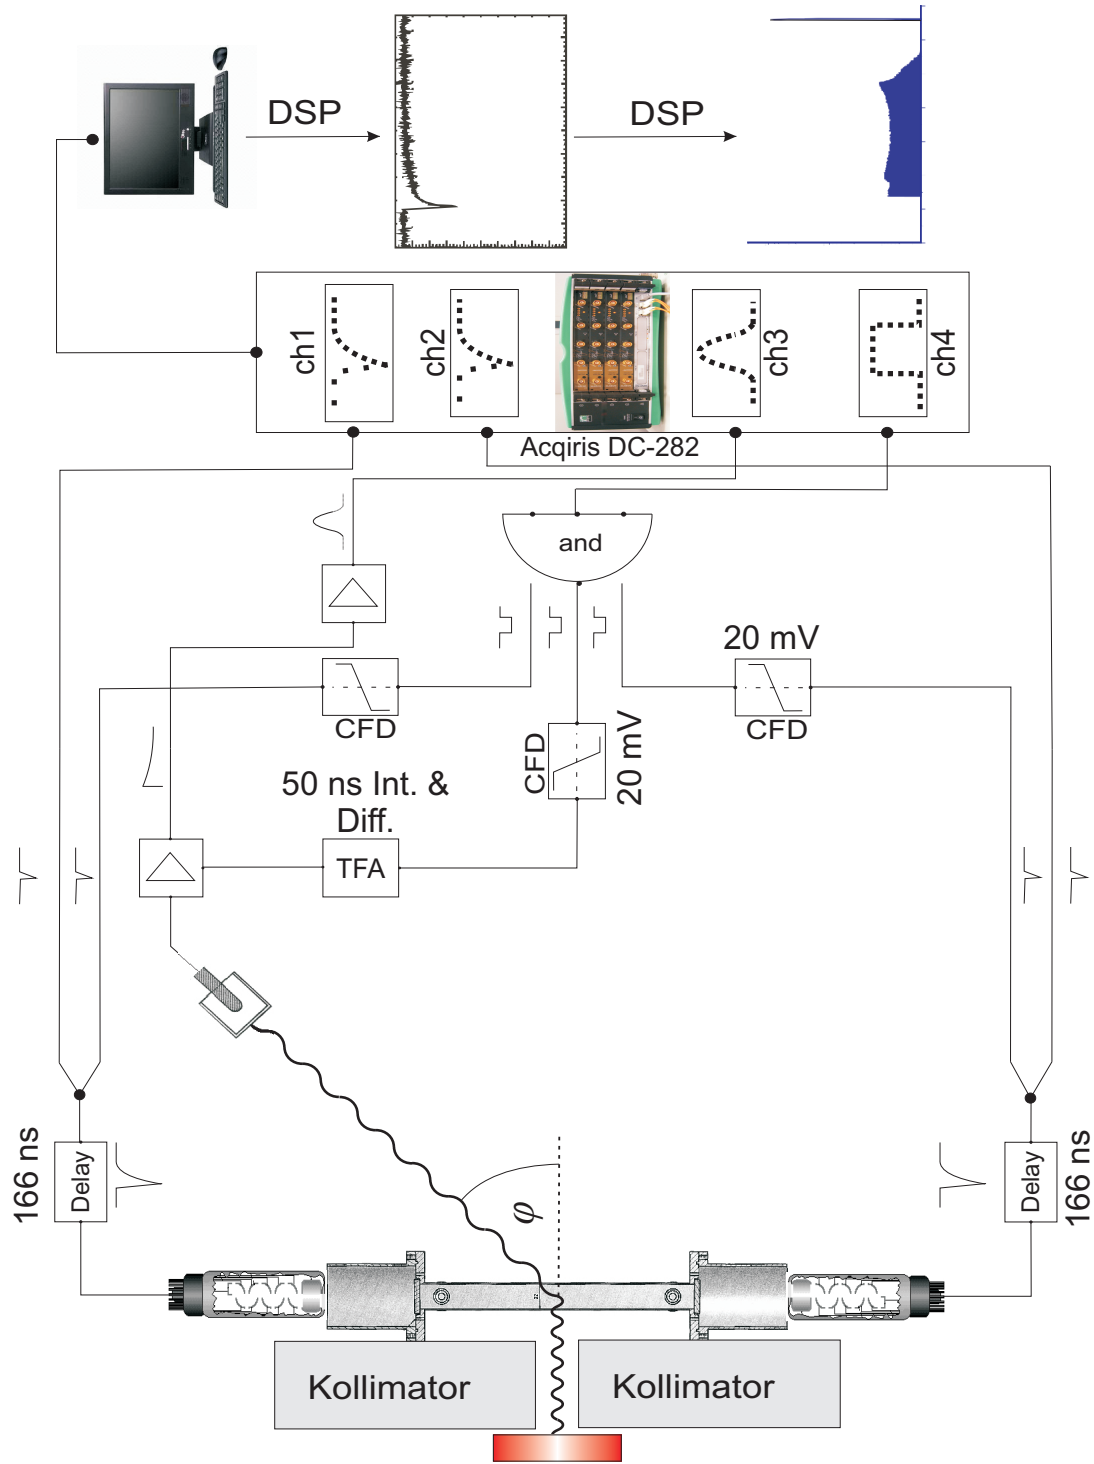 DSP
DSP
ch1
ch2
ch3
ch4
Acqiris DC-282
and
20 mV
CFD
CFD
CFD
20 mV
50 ns Int. &
Diff.
TFA
166 ns
Delay
φ
Delay
166 ns
Kollimator
Kollimator